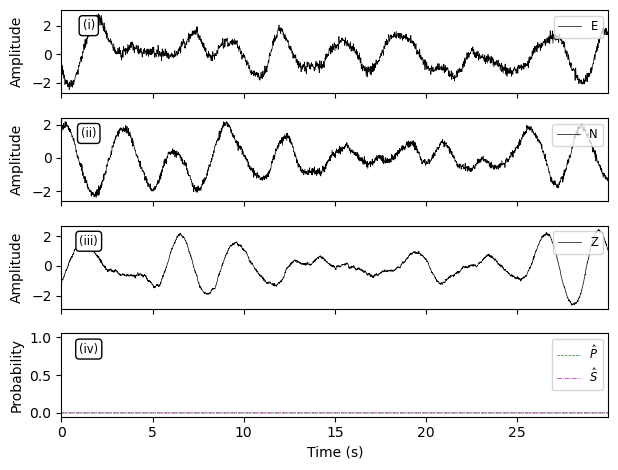 Amplitude
2
0
−2
(i)
E
Amplitude
2
0
−2
(ii)
N
Amplitude
2
0
−2
(iii)
Z
Probability
1.0
0.5
0.0
(iv)
P̂
Ŝ
0 5 10 15 20 25
Time (s)